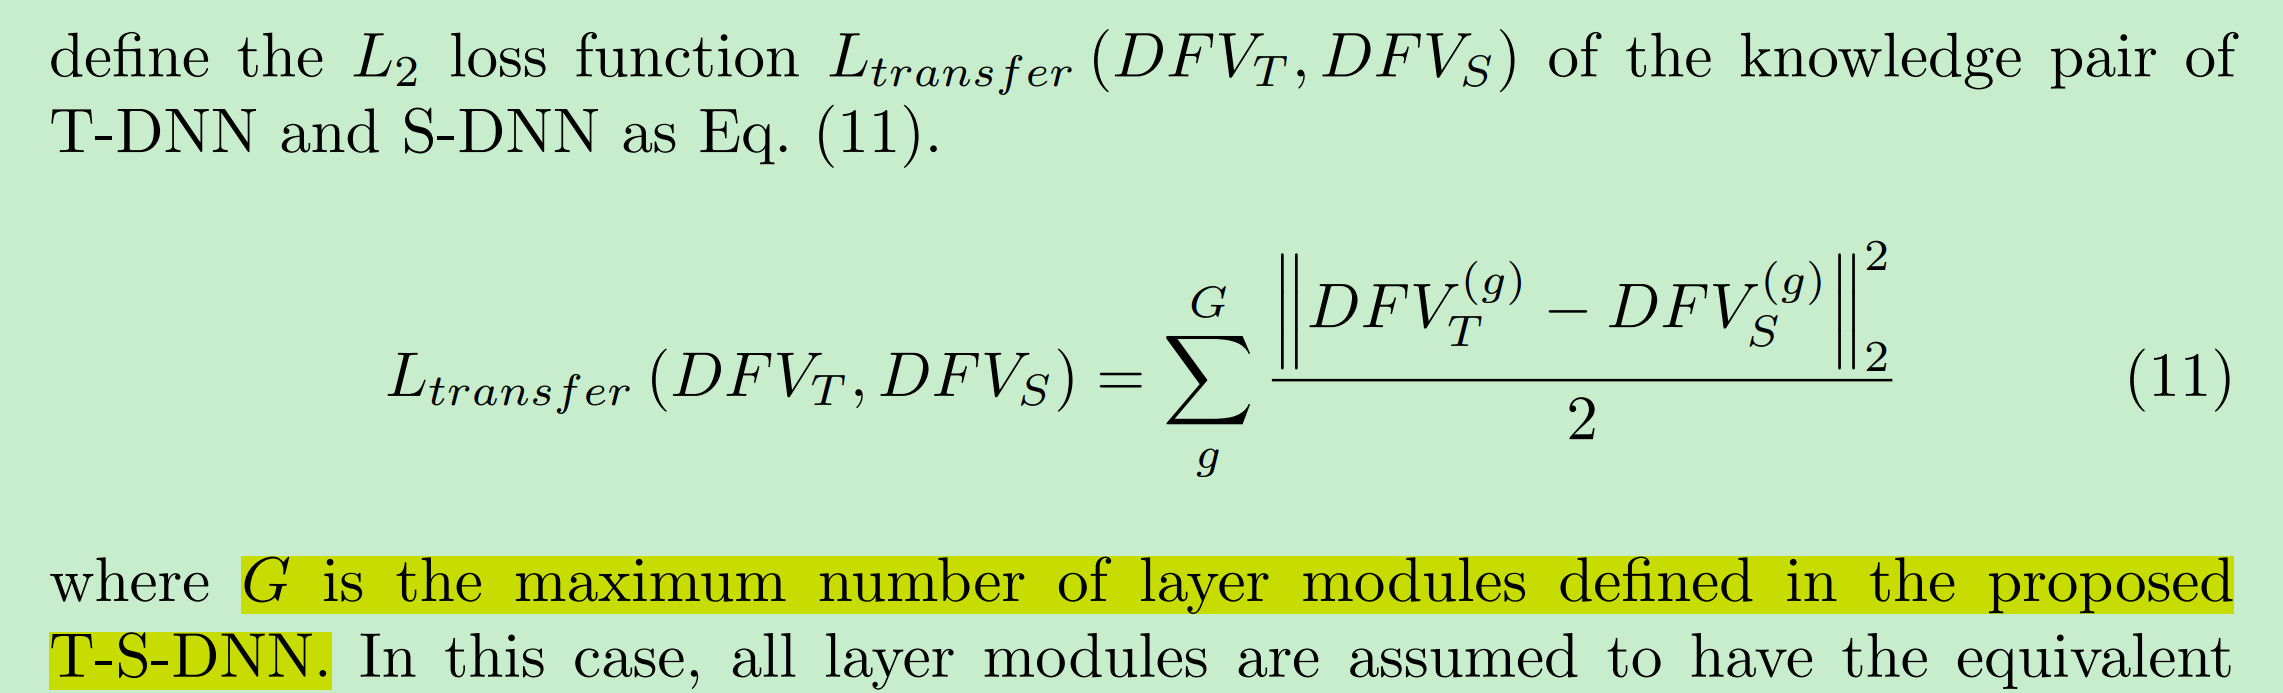 define the L₂ loss function L_{transfer} (DFV_T, DFV_S) of the knowledge pair of
T-DNN and S-DNN as Eq. (11).
L_{transfer} (DFV_T, DFV_S) = \sum_{g}^{G} \frac{\left\| DFV_T^{(g)} - DFV_S^{(g)} \right\|_2^2}{2} (11)
where G is the maximum number of layer modules defined in the proposed
T-S-DNN. In this case, all layer modules are assumed to have the equivalent